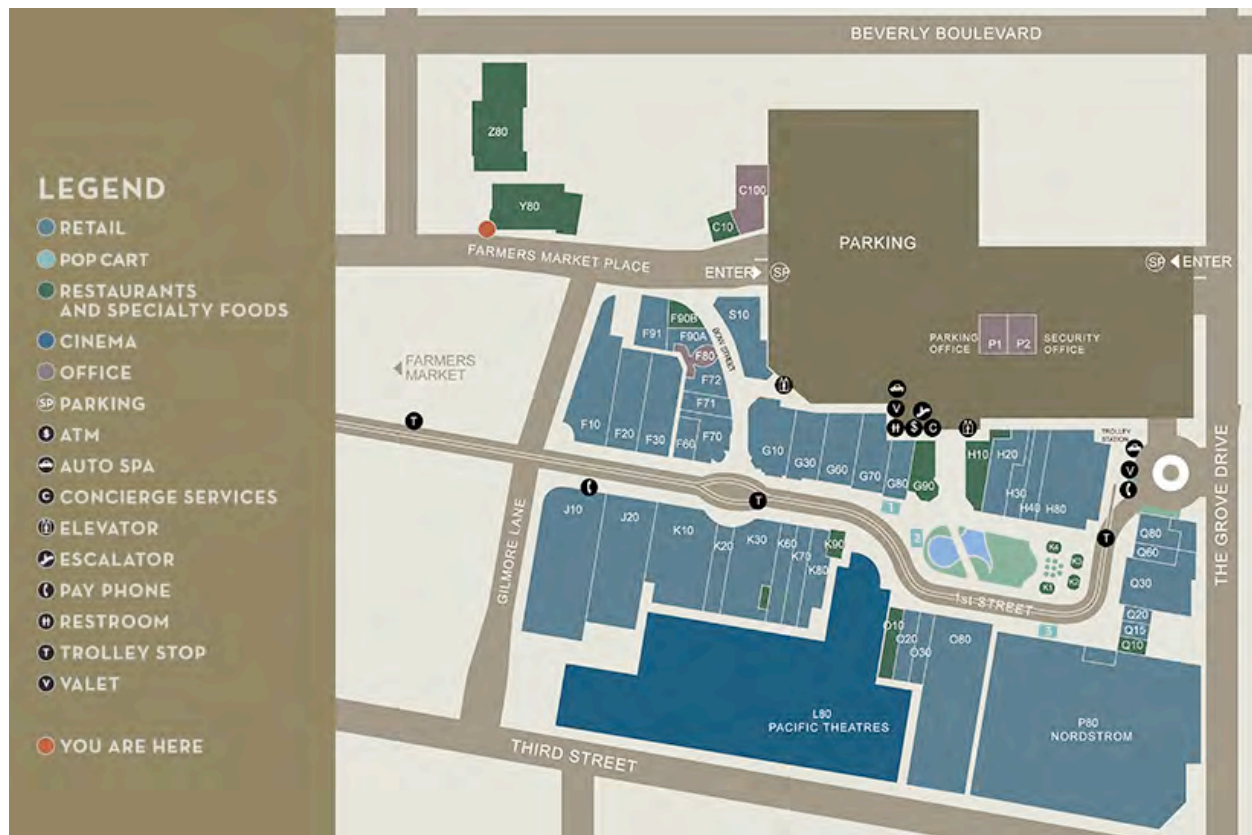 LEGEND
RETAIL
POP CART
RESTAURANTS
AND SPECIALTY FOODS
CINEMA
OFFICE
SP PARKING
$ ATM
AUTO SPA
C CONCIERGE SERVICES
ELEVATOR
ESCALATOR
PAY PHONE
RESTROOM
T TROLLEY STOP
V VALET
YOU ARE HERE
BEVERLY BOULEVARD
Z80
Y80
C100
C10
PARKING
FARMERS MARKET PLACE
ENTER
SP
SP
ENTER
F91
F90B
F90A
F80
F72
F71
F70
F60
S10
PARKING
OFFICE
P1
P2
SECURITY
OFFICE
FARMERS
MARKET
F10
F20
F30
G10
G30
G60
G70
G80
G90
V
$
C
H10
H20
H30
H40
H80
TROLLEY
STATION
V
T
T
T
THE GROVE DRIVE
GILMORE LANE
J10
J20
K10
K20
K30
K60
K70
K80
K90
1
2
3
K4
K3
K2
K1
1st STREET
Q80
Q60
Q30
Q20
Q15
Q10
O10
O20
O30
O80
L80
PACIFIC THEATRES
P80
NORDSTROM
THIRD STREET